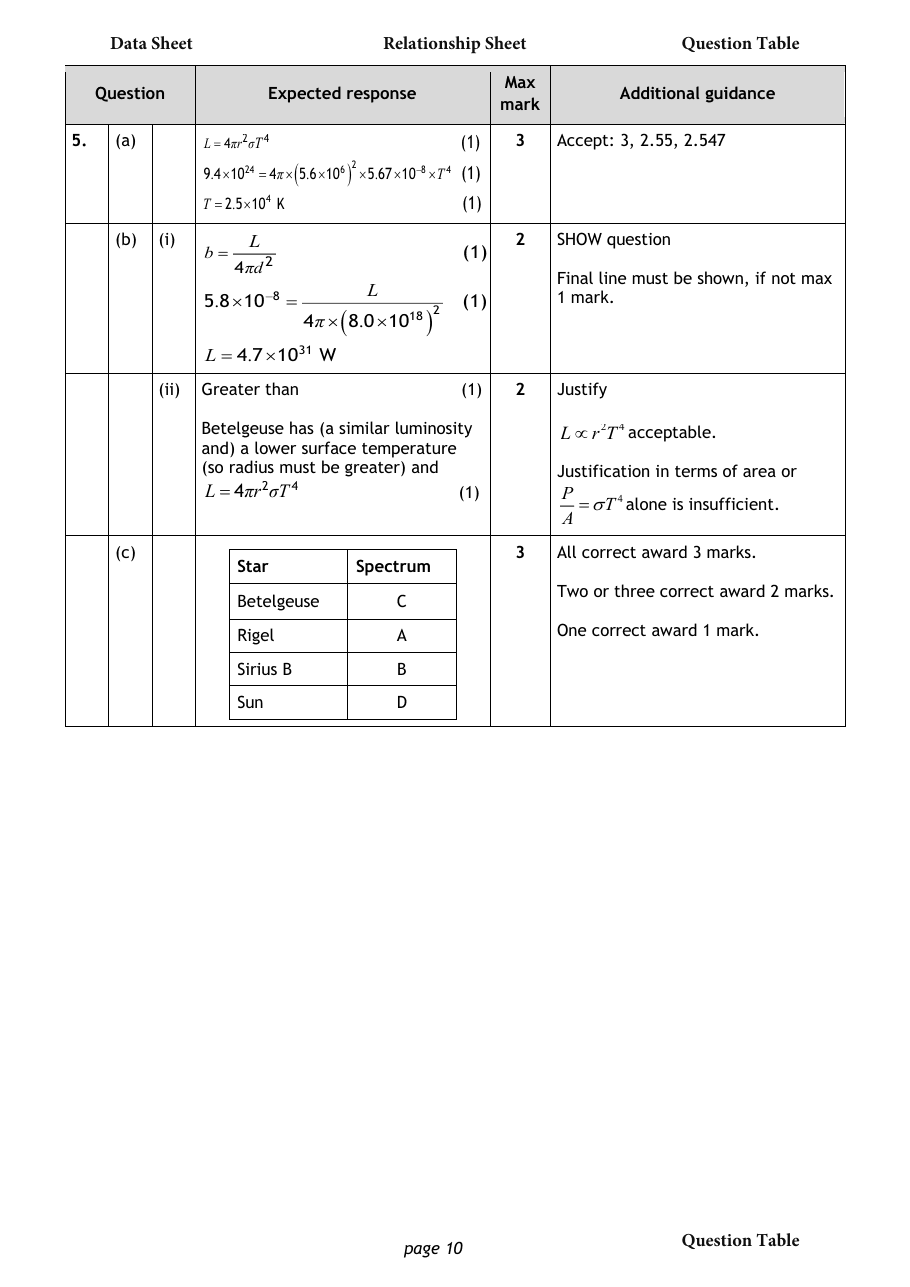 Data Sheet Relationship Sheet Question Table
Question Expected response Max mark Additional guidance
5. (a) L = 4πr²σT⁴ (1) 3 Accept: 3, 2.55, 2.547
9.4×10²⁴ = 4π×(5.6×10⁶)²×5.67×10⁻⁸×T⁴ (1)
T = 2.5×10⁴ K (1)
(b) (i) b = L / 4πd² (1) 2 SHOW question
Final line must be shown, if not max
1 mark.
5.8×10⁻⁸ = L / 4π×(8.0×10¹⁸)² (1)
L = 4.7×10³¹ W
(ii) Greater than (1) 2 Justify
Betelgeuse has (a similar luminosity
and) a lower surface temperature
(so radius must be greater) and
L = 4πr²σT⁴ (1)
L ∝ r²T⁴ acceptable.
Justification in terms of area or
P/A = σT⁴ alone is insufficient.
(c) 3 All correct award 3 marks.
Two or three correct award 2 marks.
One correct award 1 mark.
Star Spectrum
Betelgeuse C
Rigel A
Sirius B B
Sun D
page 10 Question Table